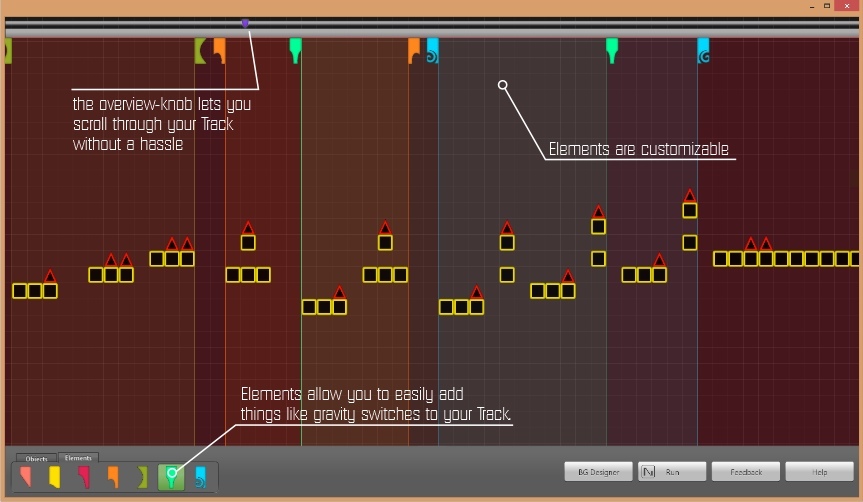 the overview-knob lets you
scroll through your Track
without a hassle
Elements are customizable
Elements allow you to easily add
things like gravity switches to your Track.
Objects
Elements
BG Designer
Run
Feedback
Help